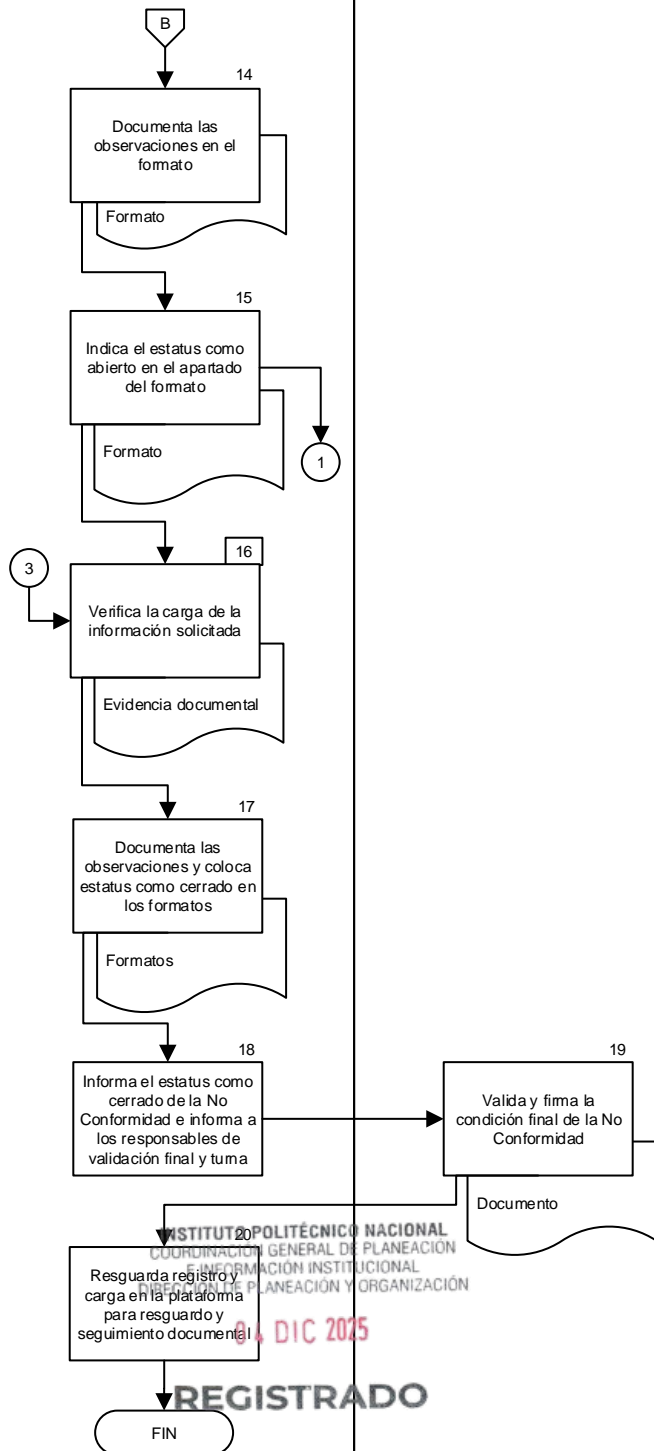 B
14
Documenta las
observaciones en el
formato
Formato
15
Indica el estatus como
abierto en el apartado
del formato
Formato
1
16
3
Verifica la carga de la
información solicitada
Evidencia documental
17
Documenta las
observaciones y coloca
estatus como cerrado en
los formatos
Formatos
18
Informa el estatus como
cerrado de la No
Conformidad e informa a
los responsables de
validación final y turna
19
Valida y firma la
condición final de la No
Conformidad
Documento
INSTITUTO POLITÉCNICO NACIONAL
20
COORDINACIÓN GENERAL DE PLANEACIÓN
E INFORMACIÓN INSTITUCIONAL
DIRECCIÓN DE PLANEACIÓN Y ORGANIZACIÓN
Resguarda registro y
carga en la plataforma
para resguardo y
seguimiento documental
04 DIC 2025
REGISTRADO
FIN